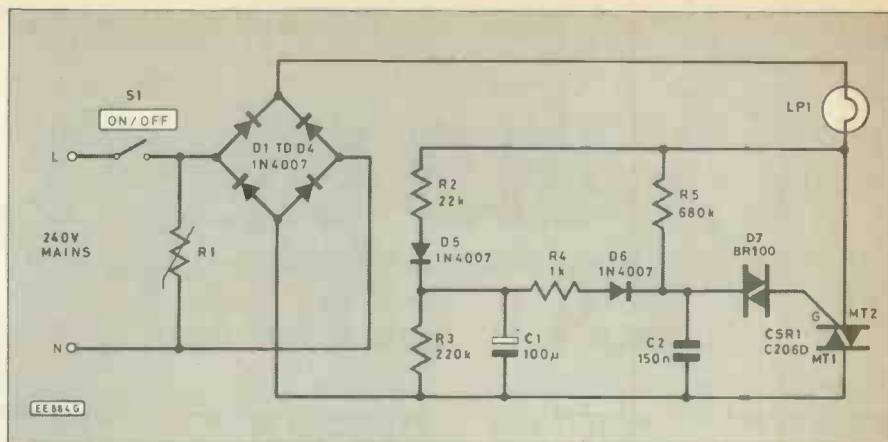 S1
ON/OFF
L
240V
MAINS
N
R1
D1 TO D4
1N4007
LP1
R2
22k
D5
1N4007
R3
220k
R4
1k
D6
1N4007
R5
680k
C1
100µ
C2
150n
D7
BR100
G
MT2
CSR1
C206D
MT1
EE884G